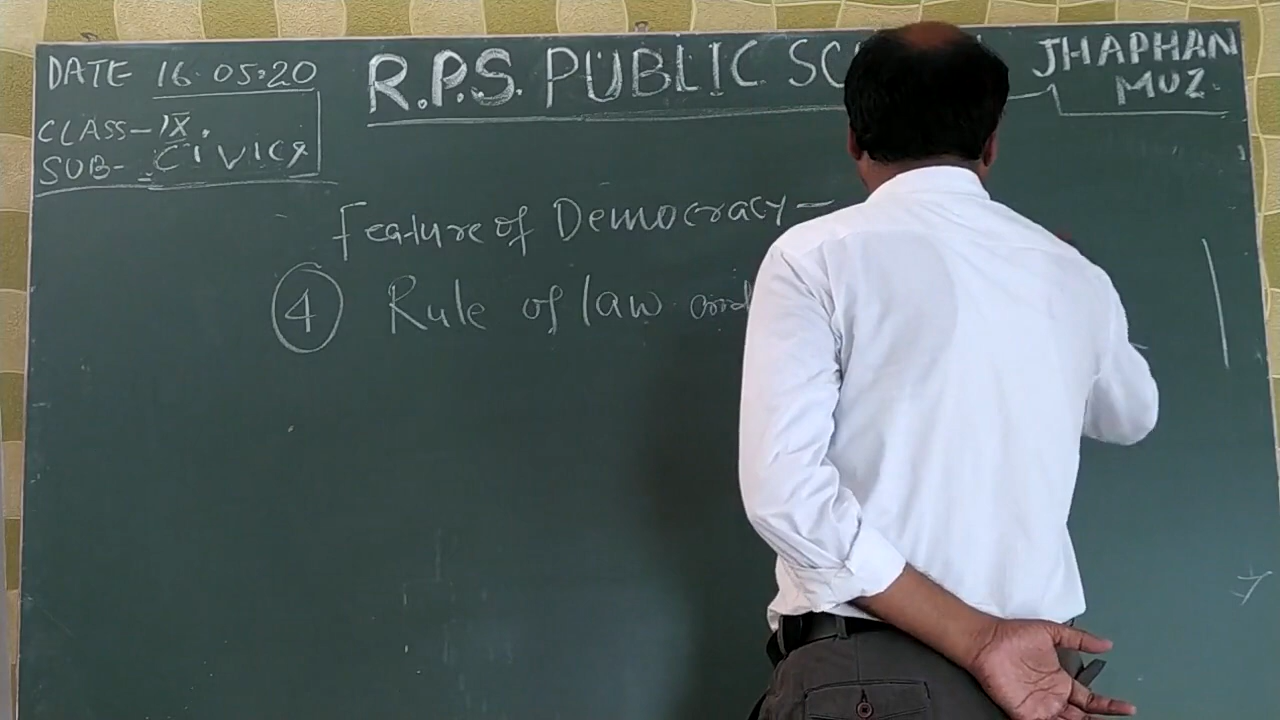 DATE 16.05.20
CLASS-IX.
SUB- CIVICS
R.P.S. PUBLIC SC
JHAPHAN
MUZ.
Feature of Democracy-
④ Rule of law and